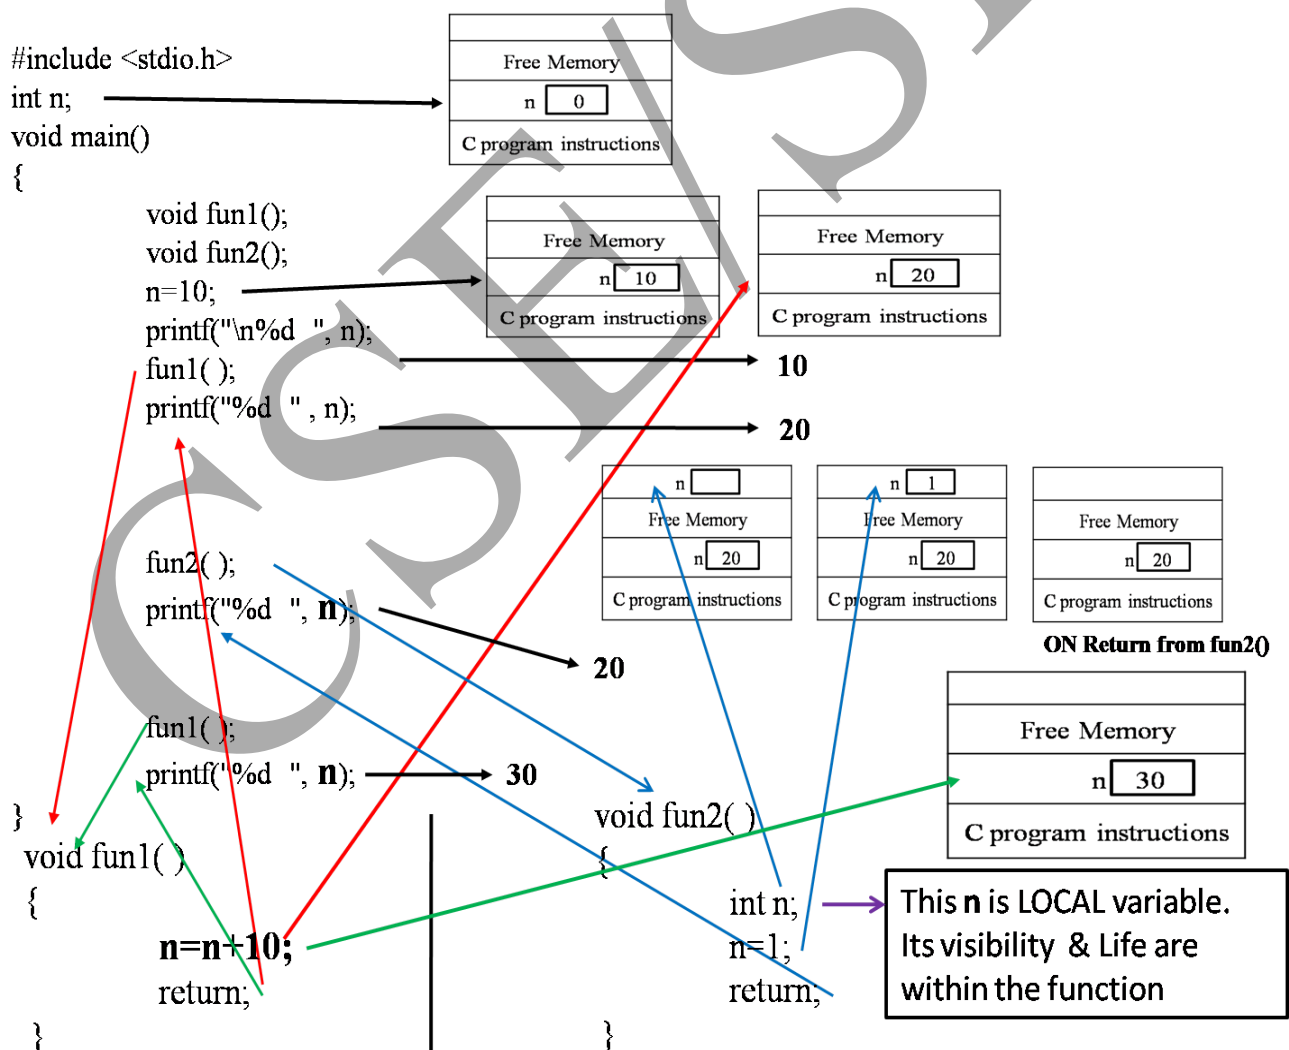 #include <stdio.h>
int n;
void main()
{
void fun1();
void fun2();
n=10;
printf("\n%d  ", n);
fun1( );
printf("%d  " , n);
fun2( );
printf("%d  ", n);
fun1( );
printf("%d  ", n);
}
Free Memory
n 0
C program instructions
Free Memory
n 10
C program instructions
Free Memory
n 20
C program instructions
10
20
n
Free Memory
n 20
C program instructions
n 1
Free Memory
n 20
C program instructions
Free Memory
n 20
C program instructions
ON Return from fun2()
20
30
Free Memory
n 30
C program instructions
void fun1( )
{
n=n+10;
return;
}
void fun2( )
{
int n;
n=1;
return;
}
This n is LOCAL variable.
Its visibility & Life are
within the function
CSE/